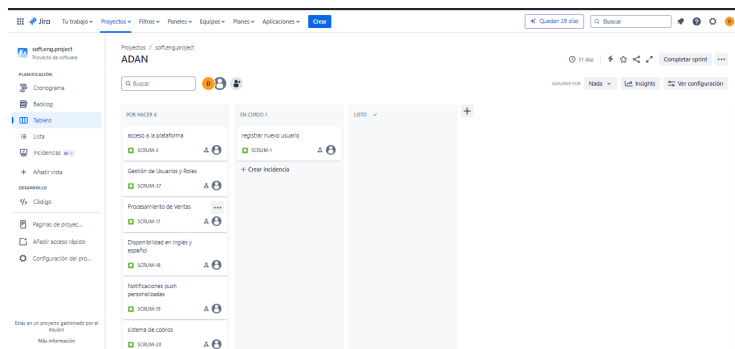 Jira
Tu trabajo
Proyectos
Filtros
Paneles
Equipos
Planes
Aplicaciones
Crear
Quedan 29 días
Buscar
soft.eng.project
Proyecto de software
PLANIFICACIÓN
Cronograma
Backlog
Tablero
Lista
Incidencias
Añadir vista
DESARROLLO
Código
Páginas de proyec...
Añadir acceso rápido
Configuración del pro...
Estás en un proyecto gestionado por el
equipo
Más información
Proyectos / soft.eng.project
ADAN
31 días
Completar sprint
Buscar
AGRUPAR POR
Nada
Insights
Ver configuración
POR HACER 6
acceso a la plataforma
SCRUM-2
Gestión de Usuarios y Roles
SCRUM-37
Procesamiento de Ventas
SCRUM-17
Disponibilidad en inglés y
español
SCRUM-18
Notificaciones push
personalizadas
SCRUM-19
sistema de cobros
SCRUM-20
EN CURSO 1
registrar nuevo usuario
SCRUM-1
+ Crear incidencia
LISTO